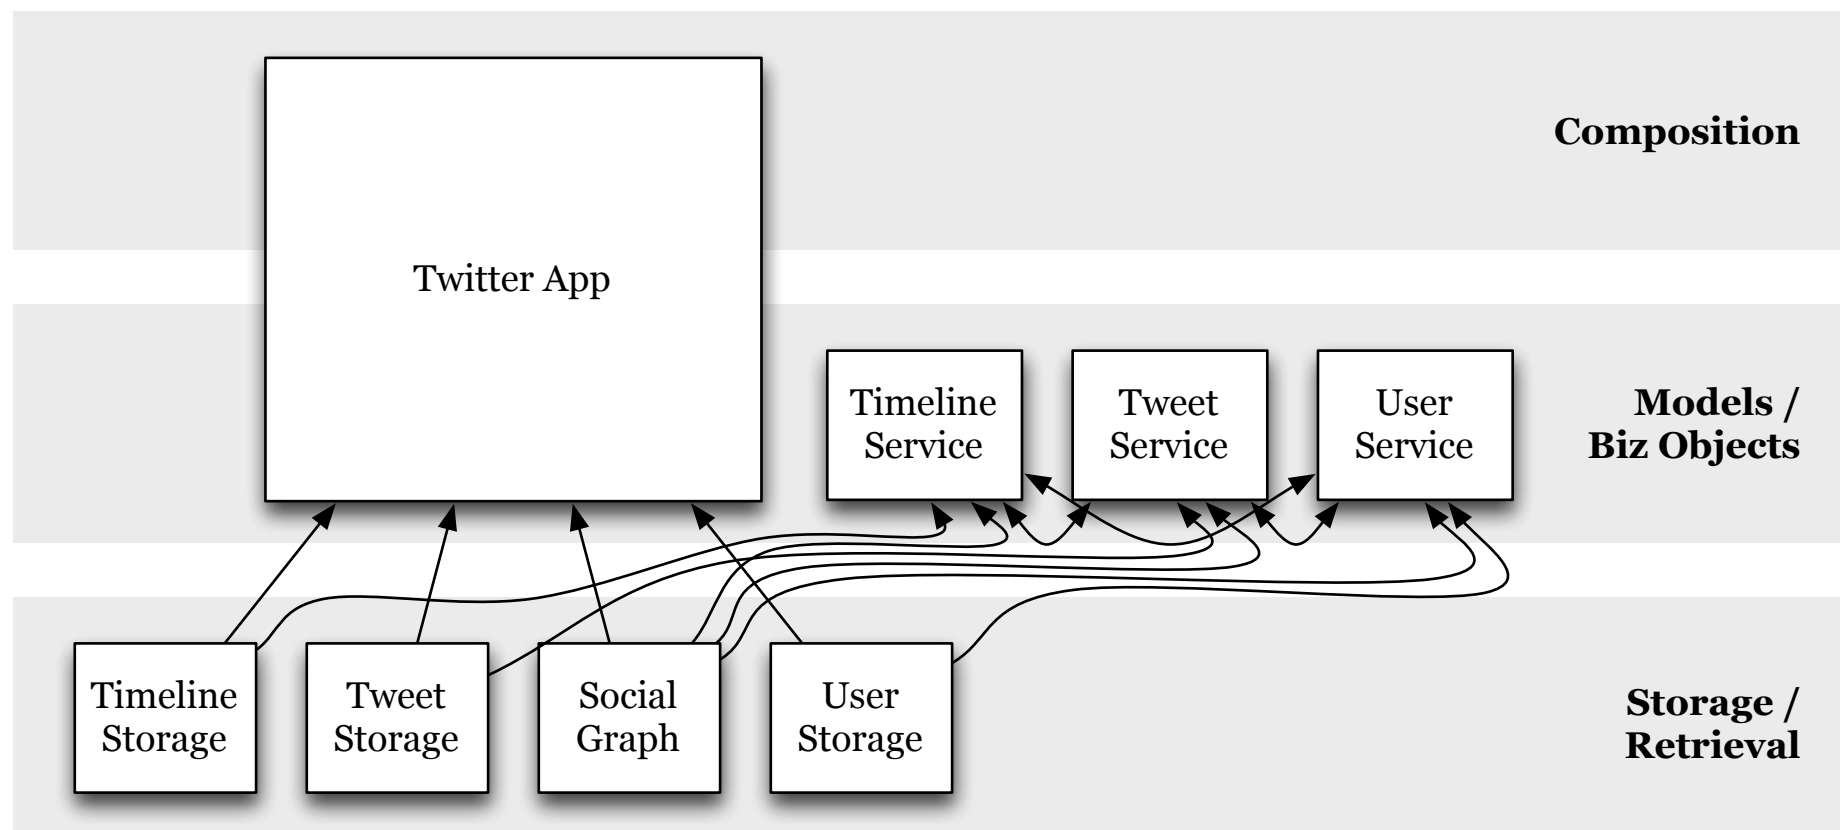 Composition
Twitter App
Timeline
Service
Tweet
Service
User
Service
Models /
Biz Objects
Timeline
Storage
Tweet
Storage
Social
Graph
User
Storage
Storage /
Retrieval